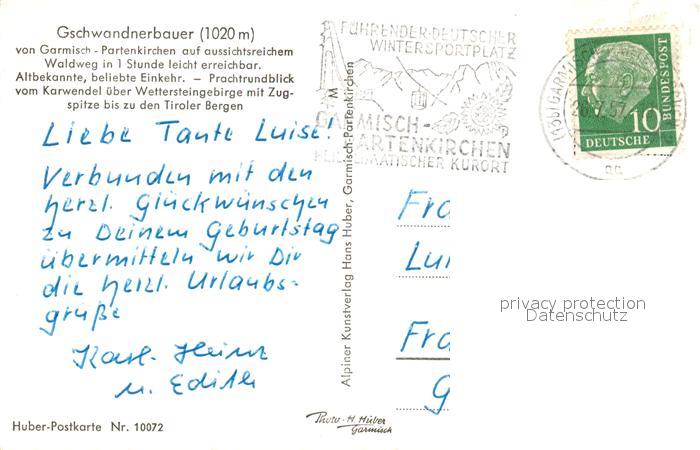 Gschwandnerbauer (1020 m)
von Garmisch-Partenkirchen auf aussichtsreichem
Waldweg in 1 Stunde leicht erreichbar.
Altbekannte, beliebte Einkehr. — Prachtrundblick
vom Karwendel über Wettersteingebirge mit Zug-
spitze bis zu den Tiroler Bergen
Liebe Tante Luise!
Verbunden mit den
herzl. Glückwünschen
zu Deinem Geburtstag
übermitteln wir Dir
die herzl. Urlaubs-
grüße
Karl-Heinz
u. Edith
Huber-Postkarte Nr. 10072
Alpiner Kunstverlag Hans Huber, Garmisch-Partenkirchen
Photo-H. Huber
Garmisch
FÜHRENDER DEUTSCHER
WINTERSPORTPLATZ
GARMISCH-
PARTENKIRCHEN
HEILKLIMATISCHER KURORT
10
DEUTSCHE
BUNDESPOST
Fra
Lui
Fra
g
privacy protection
Datenschutz